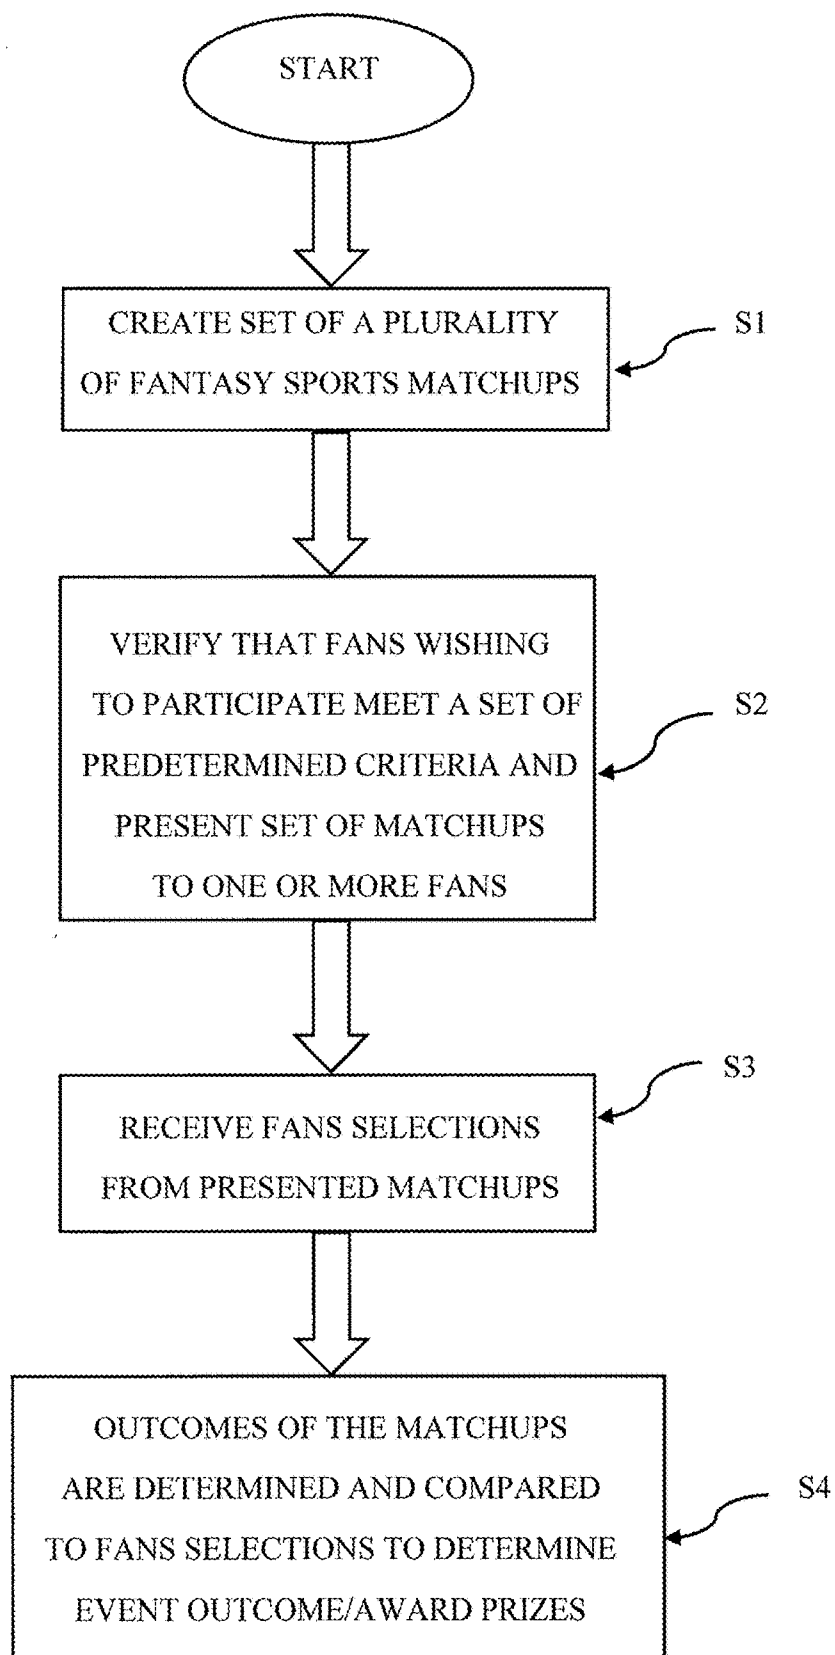 START
CREATE SET OF A PLURALITY
OF FANTASY SPORTS MATCHUPS
S1
VERIFY THAT FANS WISHING
TO PARTICIPATE MEET A SET OF
PREDETERMINED CRITERIA AND
PRESENT SET OF MATCHUPS
TO ONE OR MORE FANS
S2
RECEIVE FANS SELECTIONS
FROM PRESENTED MATCHUPS
S3
OUTCOMES OF THE MATCHUPS
ARE DETERMINED AND COMPARED
TO FANS SELECTIONS TO DETERMINE
EVENT OUTCOME/AWARD PRIZES
S4